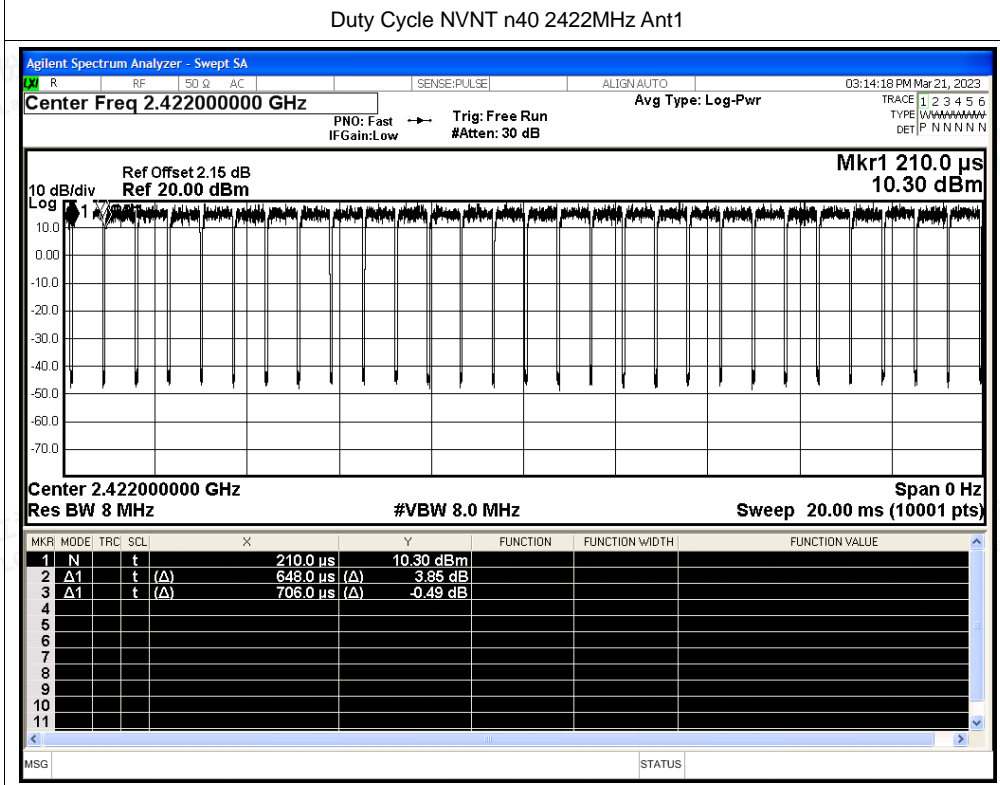 Duty Cycle NVNT n40 2422MHz Ant1
Agilent Spectrum Analyzer - Swept SA
LXI R RF 50 Ω AC SENSE:PULSE ALIGN AUTO 03:14:18 PM Mar 21, 2023
Center Freq 2.422000000 GHz Avg Type: Log-Pwr TRACE 1 2 3 4 5 6
PNO: Fast Trig: Free Run TYPE
IFGain:Low #Atten: 30 dB DET P N N N N N
Mkr1 210.0 µs
Ref Offset 2.15 dB
10 dB/div Ref 20.00 dBm 10.30 dBm
Log
1
10.0
0.00
-10.0
-20.0
-30.0
-40.0
-50.0
-60.0
-70.0
Center 2.422000000 GHz Span 0 Hz
Res BW 8 MHz #VBW 8.0 MHz Sweep 20.00 ms (10001 pts)
MKR MODE TRC SCL X Y FUNCTION FUNCTION WIDTH FUNCTION VALUE
1 N t 210.0 µs 10.30 dBm
2 Δ1 t (Δ) 648.0 µs (Δ) 3.85 dB
3 Δ1 t (Δ) 706.0 µs (Δ) -0.49 dB
4
5
6
7
8
9
10
11
MSG STATUS